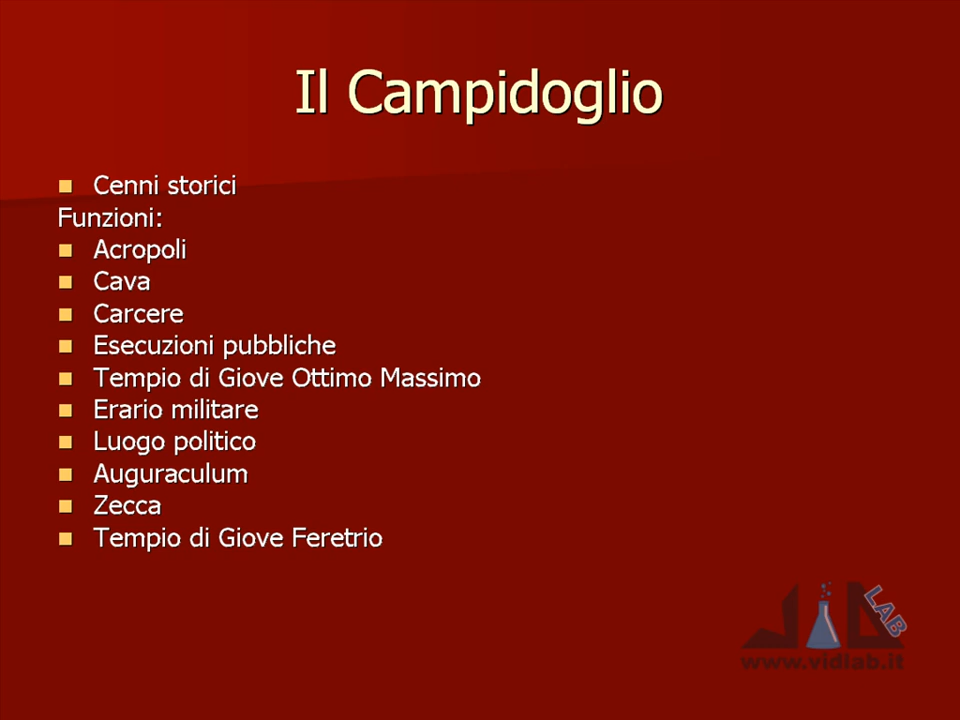 Il Campidoglio
Cenni storici
Funzioni:
Acropoli
Cava
Carcere
Esecuzioni pubbliche
Tempio di Giove Ottimo Massimo
Erario militare
Luogo politico
Auguraculum
Zecca
Tempio di Giove Feretrio
LAB
www.vidlab.it